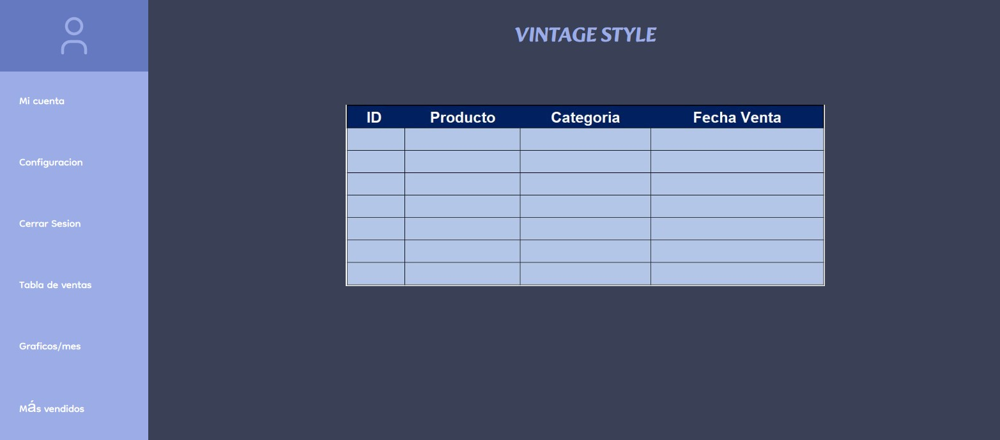 VINTAGE STYLE
Mi cuenta
Configuracion
Cerrar Sesion
Tabla de ventas
Graficos/mes
Más vendidos
ID Producto Categoria Fecha Venta